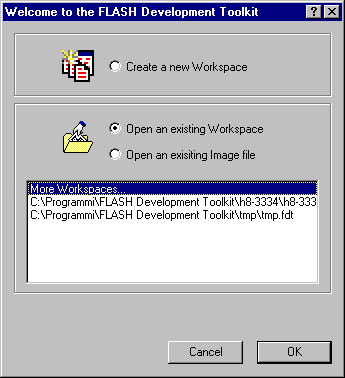 Welcome to the FLASH Development Toolkit
Create a new Workspace
Open an existing Workspace
Open an exisiting Image file
More Workspaces...
C:\Programmi\FLASH Development Toolkit\h8-3334\h8-333
C:\Programmi\FLASH Development Toolkit\tmp\tmp.fdt
Cancel
OK